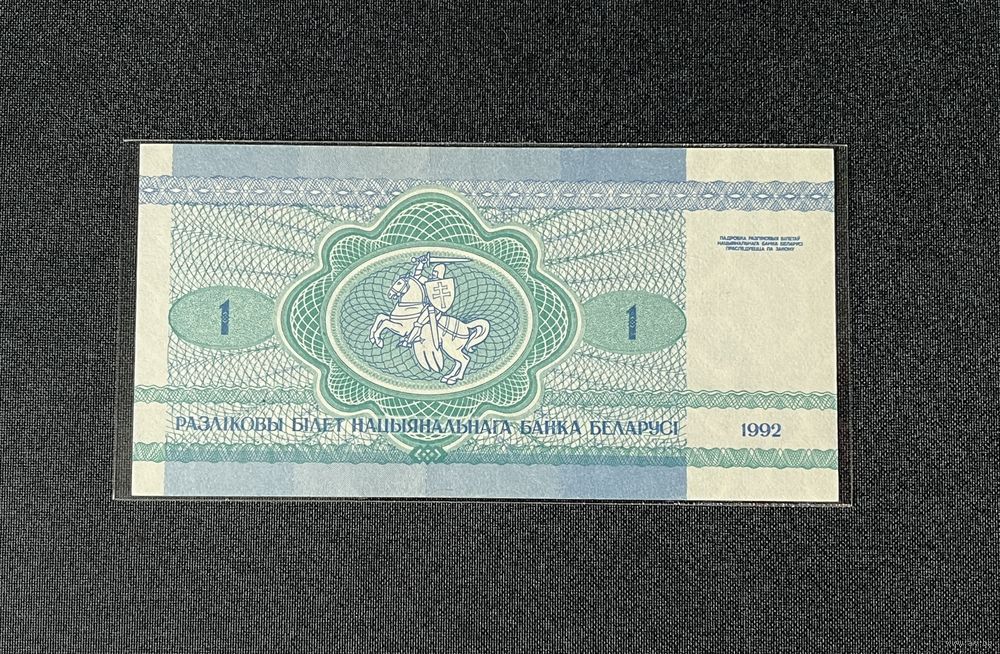 ПАДРОБКА РАЗЛІКОВЫХ БІЛЕТАЎ
НАЦЫЯНАЛЬНАГА БАНКА БЕЛАРУСІ
ПРАСЛЕДУЕЦЦА ПА ЗАКОНУ
1 1
РАЗЛІКОВЫ БІЛЕТ НАЦЫЯНАЛЬНАГА БАНКА БЕЛАРУСІ
1992